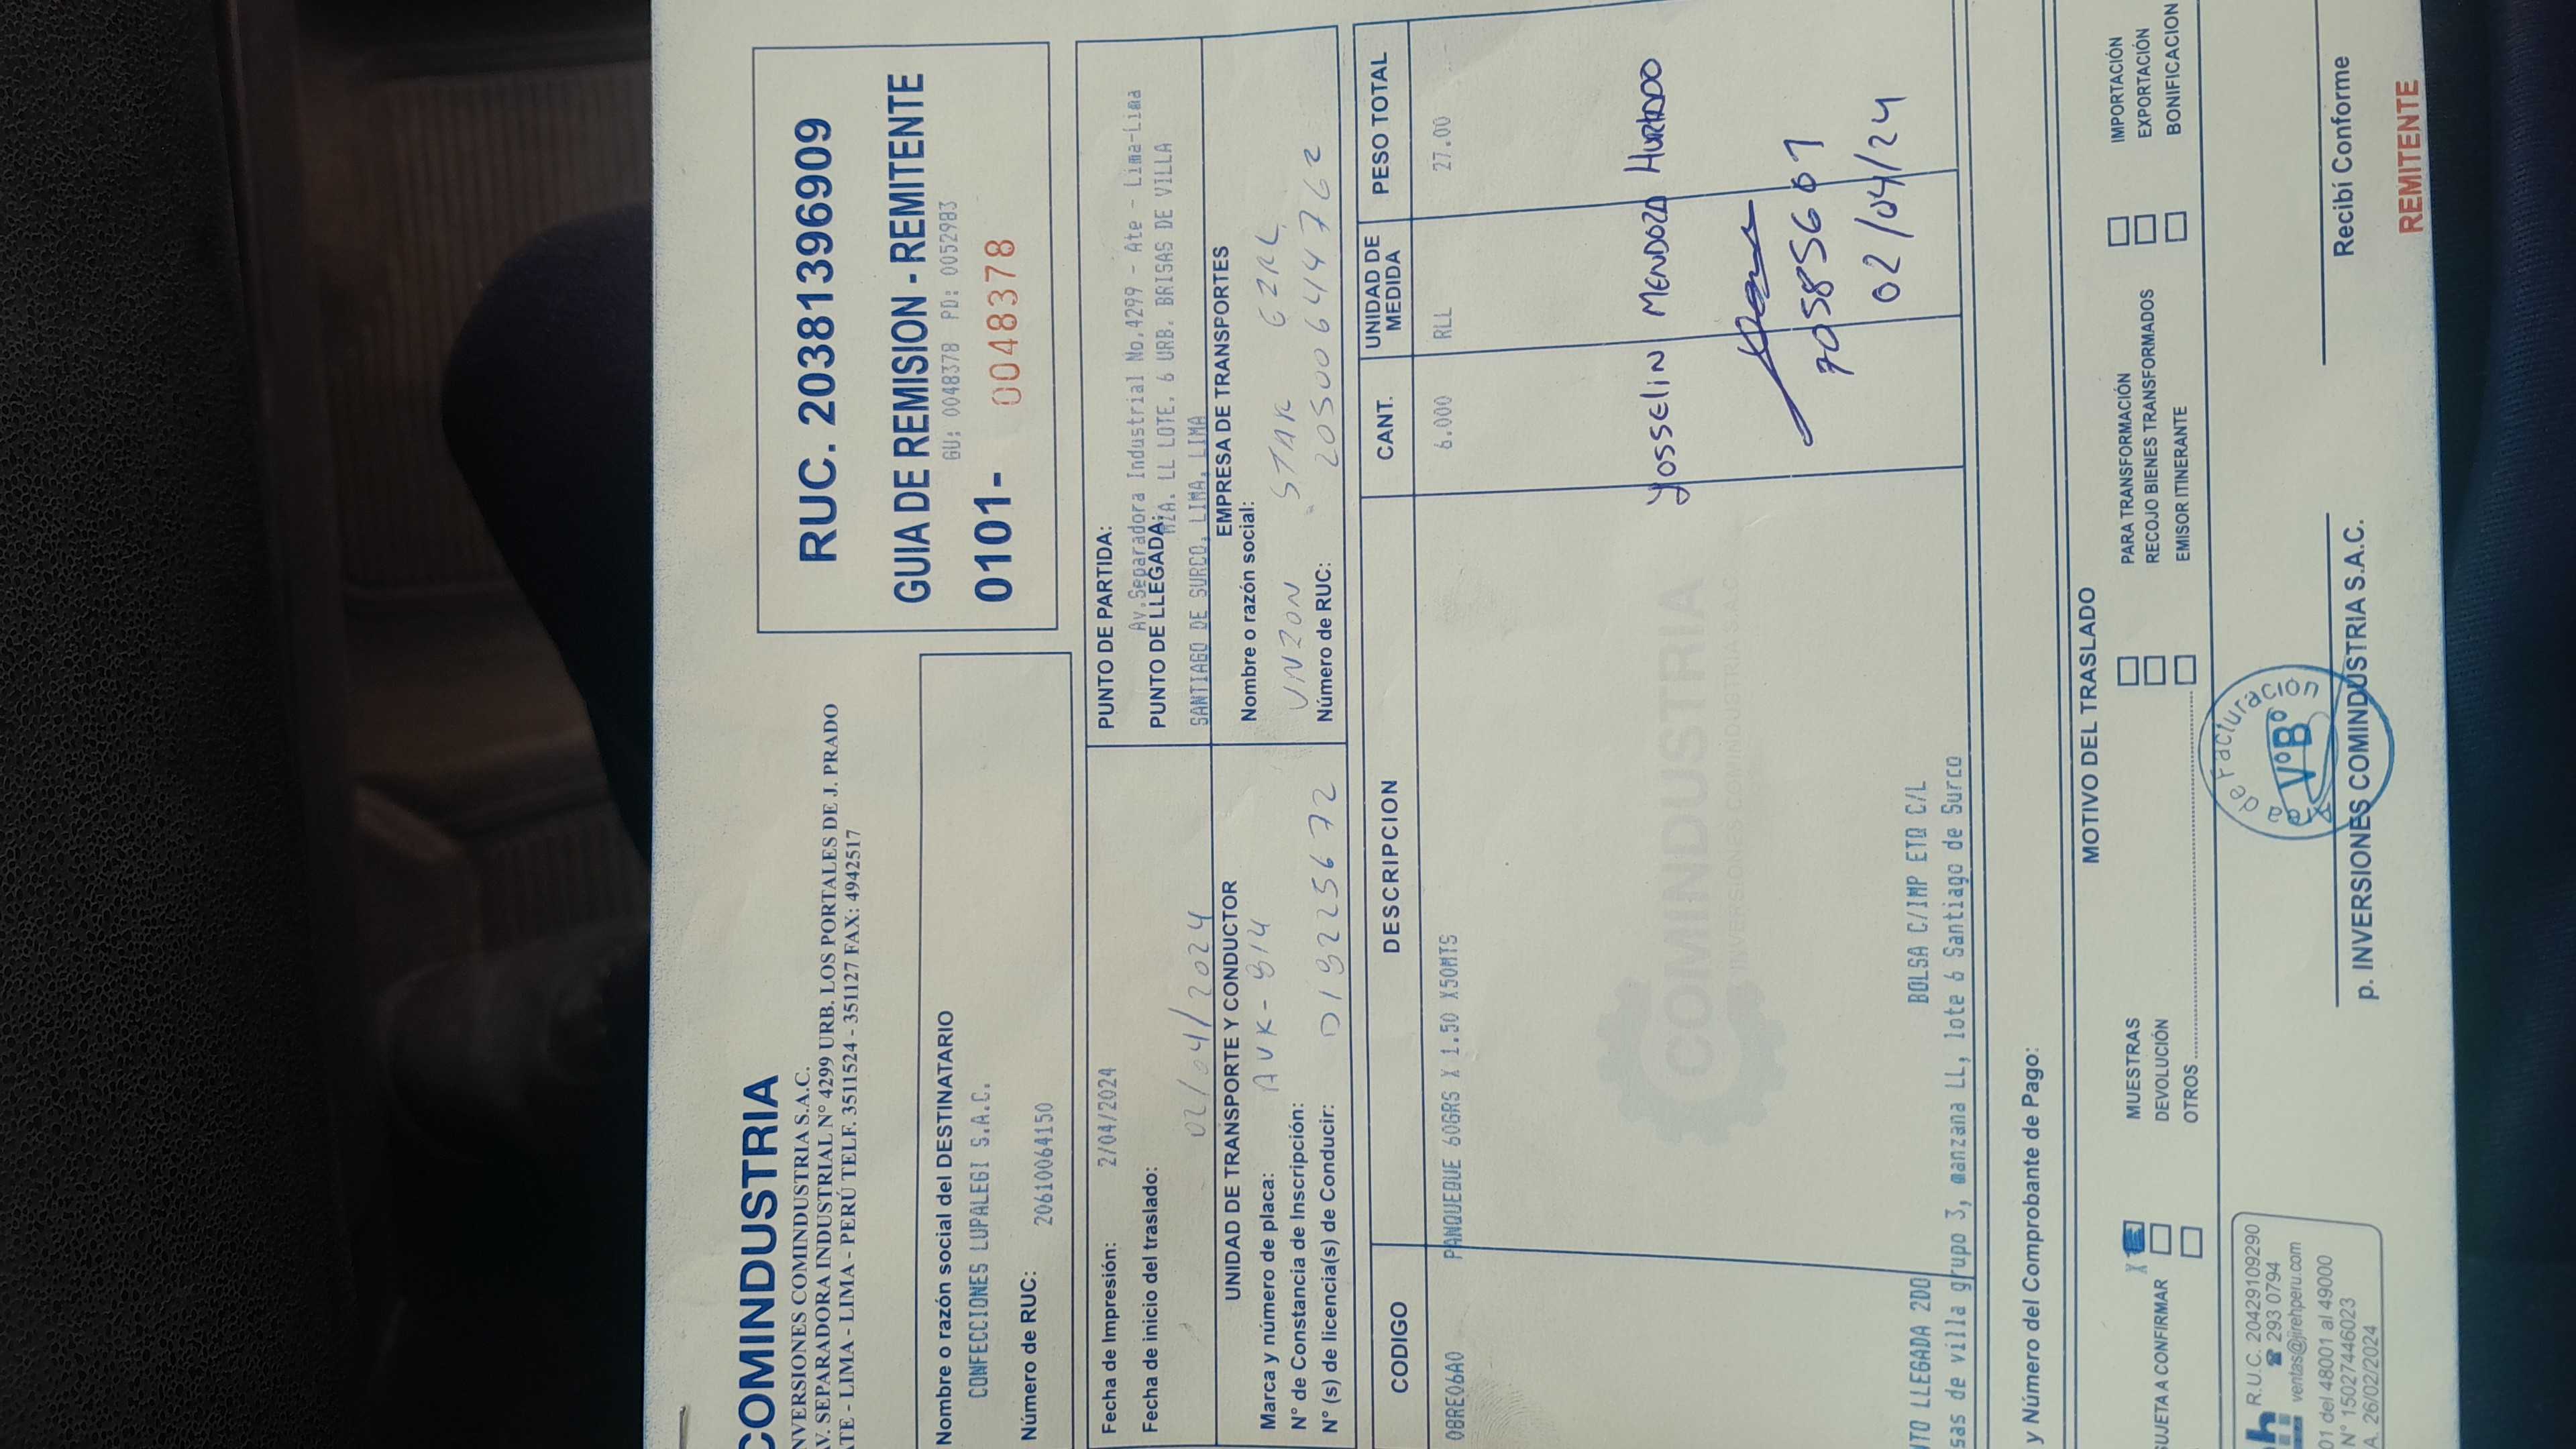 COMINDUSTRIA
NVERSIONES COMINDUSTRIA S.A.C.
V. SEPARADORA INDUSTRIAL N° 4299 URB. LOS PORTALES DE J. PRADO
TE - LIMA - LIMA - PERÚ TELF. 3511524 - 351127 FAX: 4942517
RUC. 20381396909
GUIA DE REMISION - REMITENTE
GU: 0048378 PD: 0052983
0101- 0048378
Nombre o razón social del DESTINATARIO
CONFECCIONES LUPALEGI S.A.C.
Número de RUC: 20610064150
Fecha de Impresión: 2/04/2024
Fecha de inicio del traslado: 02/04/2024
PUNTO DE PARTIDA:
Av.Separadora Industrial No.4299 - Ate - Lima-Lima
PUNTO DE LLEGADA:
MZA. LL LOTE. 6 URB. BRISAS DE VILLA
SANTIAGO DE SURCO, LIMA, LIMA
UNIDAD DE TRANSPORTE Y CONDUCTOR
Marca y número de placa: AVK-914
N° de Constancia de Inscripción:
N° (s) de licencia(s) de Conducir:
EMPRESA DE TRANSPORTES
Nombre o razón social:
STAR EIRL
Número de RUC: 20500644762
CODIGO DESCRIPCION CANT. UNIDAD DE MEDIDA PESO TOTAL
OBRE06A0 PANQUEQUE 60GRS X 1.50 X50MTS 6.000 RLL 27.00
COMINDUSTRIA
INVERSIONES COMINDUSTRIA S.A.C
Yosselin Mendoza Hurtado
70585601
02/04/24
BOLSA C/IMP ETQ C/L
NTO LLEGADA 2DO
sas de villa grupo 3, manzana LL, lote 6 Santiago de Surco
y Número del Comprobante de Pago:
MOTIVO DEL TRASLADO
X
SUJETA A CONFIRMAR
MUESTRAS
DEVOLUCIÓN
OTROS
PARA TRANSFORMACIÓN
RECOJO BIENES TRANSFORMADOS
EMISOR ITINERANTE
IMPORTACIÓN
EXPORTACIÓN
BONIFICACION
h R.U.C. 20429109290
293 0794
ventas@jirehperu.com
01 del 48001 al 49000
N° 15027446023
A. 26/02/2024
de Facturación
V°B°
p. INVERSIONES COMINDUSTRIA S.A.C.
Recibí Conforme
REMITENTE